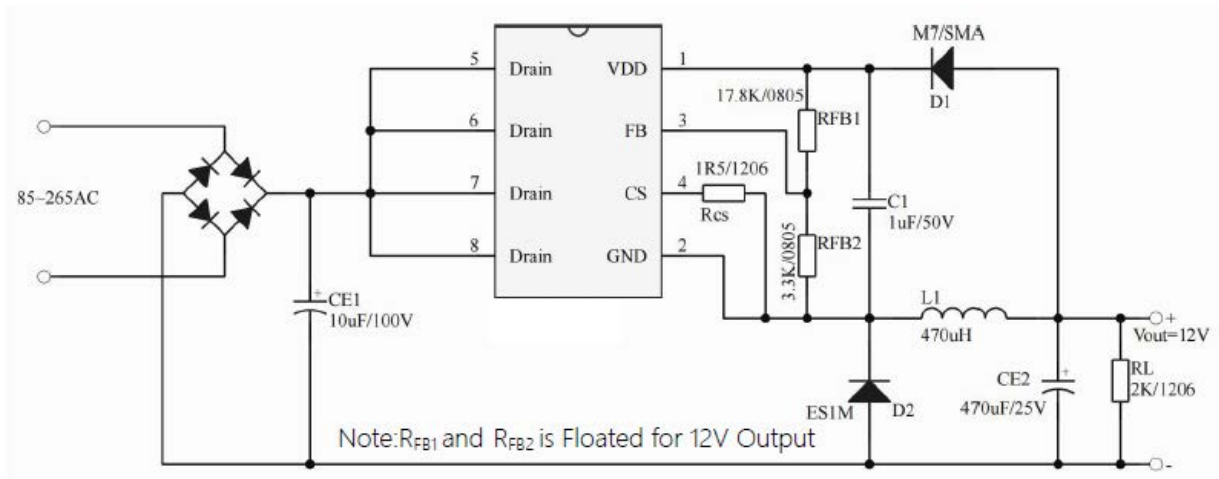 M7/SMA
D1
5 Drain VDD 1
17.8K/0805
RFB1
6 Drain FB 3
1R5/1206
85~265AC
7 Drain CS 4
Rcs
C1
1uF/50V
RFB2
3.3K/0805
8 Drain GND 2
+
CE1
10uF/100V
L1
470uH
+
Vout=12V
CE2
+
470uF/25V
RL
2K/1206
ES1M
D2
Note:RFB1 and RFB2 is Floated for 12V Output
-